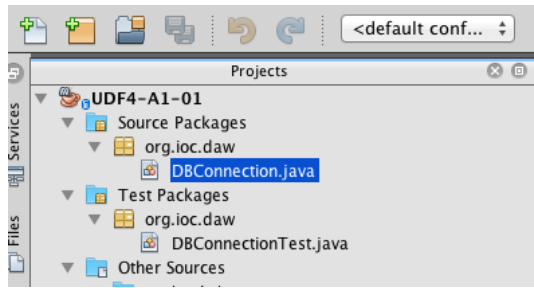 <default conf...
Projects
Services
Files
UDF4-A1-01
Source Packages
org.ioc.daw
DBConnection.java
Test Packages
org.ioc.daw
DBConnectionTest.java
Other Sources